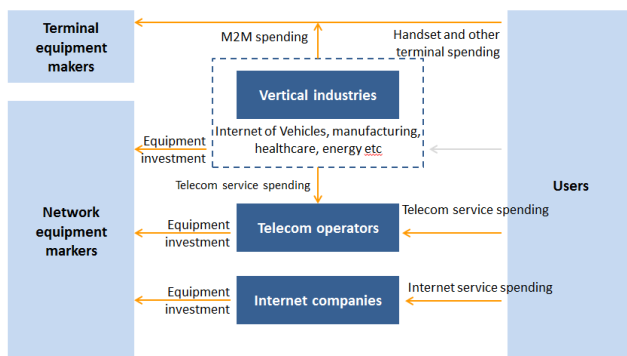 Terminal
equipment
makers
M2M spending
Handset and other
terminal spending
Vertical industries
Internet of Vehicles, manufacturing,
healthcare, energy etc
Equipment
investment
Telecom service spending
Users
Network
equipment
markers
Equipment
investment
Telecom operators
Telecom service spending
Equipment
investment
Internet companies
Internet service spending